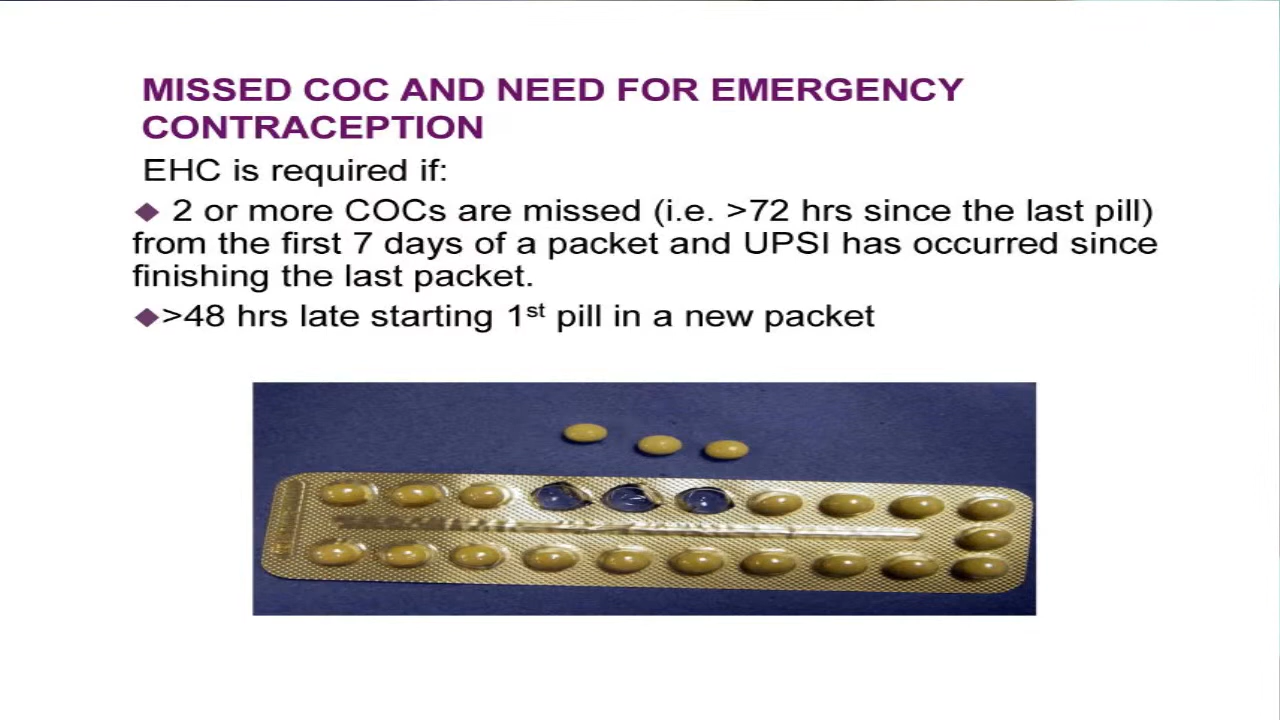 MISSED COC AND NEED FOR EMERGENCY
CONTRACEPTION
EHC is required if:
◆ 2 or more COCs are missed (i.e. >72 hrs since the last pill)
from the first 7 days of a packet and UPSI has occurred since
finishing the last packet.
◆>48 hrs late starting 1st pill in a new packet